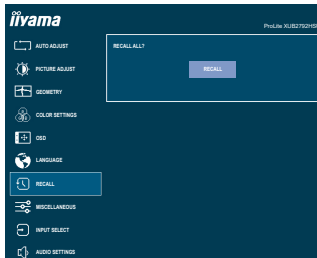 iiyama
ProLite XUB2792HS
AUTO ADJUST
RECALL ALL?
PICTURE ADJUST
RECALL
GEOMETRY
COLOR SETTINGS
OSD
LANGUAGE
RECALL
MISCELLANEOUS
INPUT SELECT
AUDIO SETTINGS